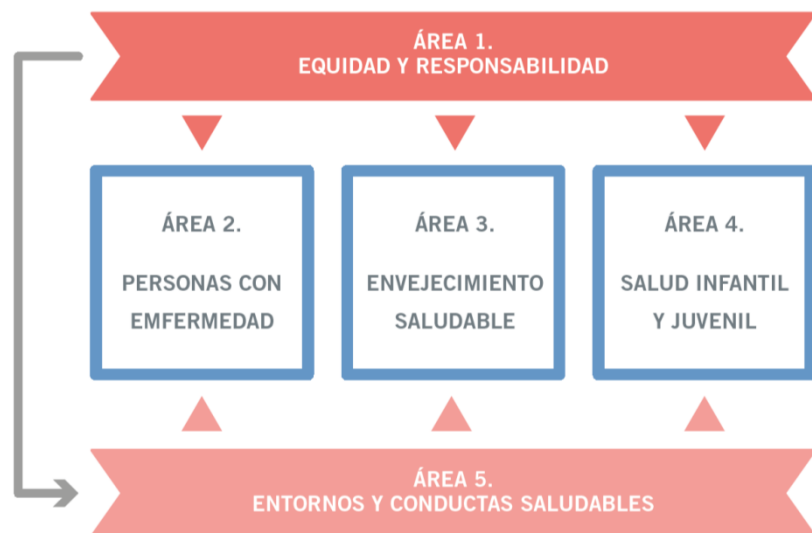 ÁREA 1.
EQUIDAD Y RESPONSABILIDAD
ÁREA 2.
PERSONAS CON
EMFERMEDAD
ÁREA 3.
ENVEJECIMIENTO
SALUDABLE
ÁREA 4.
SALUD INFANTIL
Y JUVENIL
ÁREA 5.
ENTORNOS Y CONDUCTAS SALUDABLES